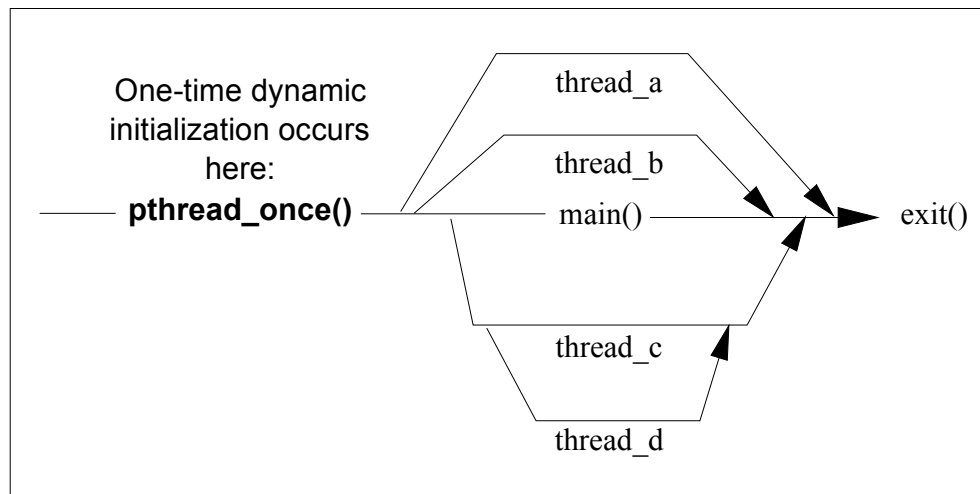 One-time dynamic
initialization occurs
here:
pthread_once()
thread_a
thread_b
main()
exit()
thread_c
thread_d